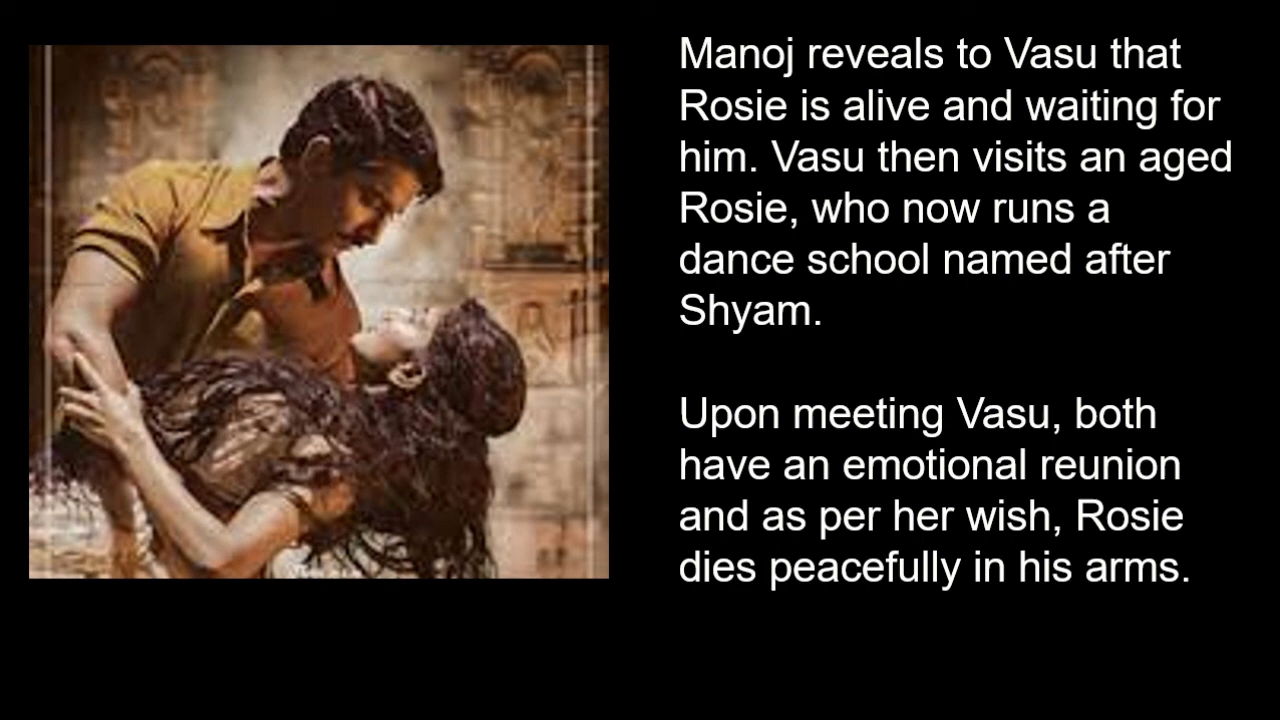 Manoj reveals to Vasu that
Rosie is alive and waiting for
him. Vasu then visits an aged
Rosie, who now runs a
dance school named after
Shyam.
Upon meeting Vasu, both
have an emotional reunion
and as per her wish, Rosie
dies peacefully in his arms.